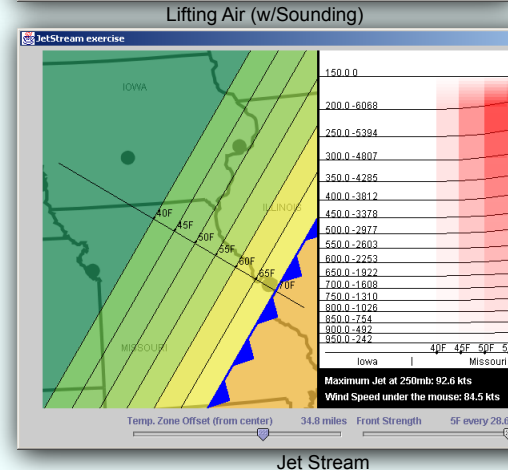 Lifting Air (w/Sounding)
JetStream exercise
IOWA
ILLINOIS
MISSOURI
40F
45F
50F
55F
60F
65F
70F
150.0 0
200.0 -6068
250.0 -5394
300.0 -4807
350.0 -4285
400.0 -3812
450.0 -3378
500.0 -2977
550.0 -2603
600.0 -2253
650.0 -1922
700.0 -1608
750.0 -1310
800.0 -1026
850.0 -754
900.0 -492
950.0 -242
40F 45F 50F
Iowa | Missouri
Maximum Jet at 250mb: 92.6 kts
Wind Speed under the mouse: 84.5 kts
Temp. Zone Offset (from center) 34.8 miles Front Strength 5F every 28.6
Jet Stream